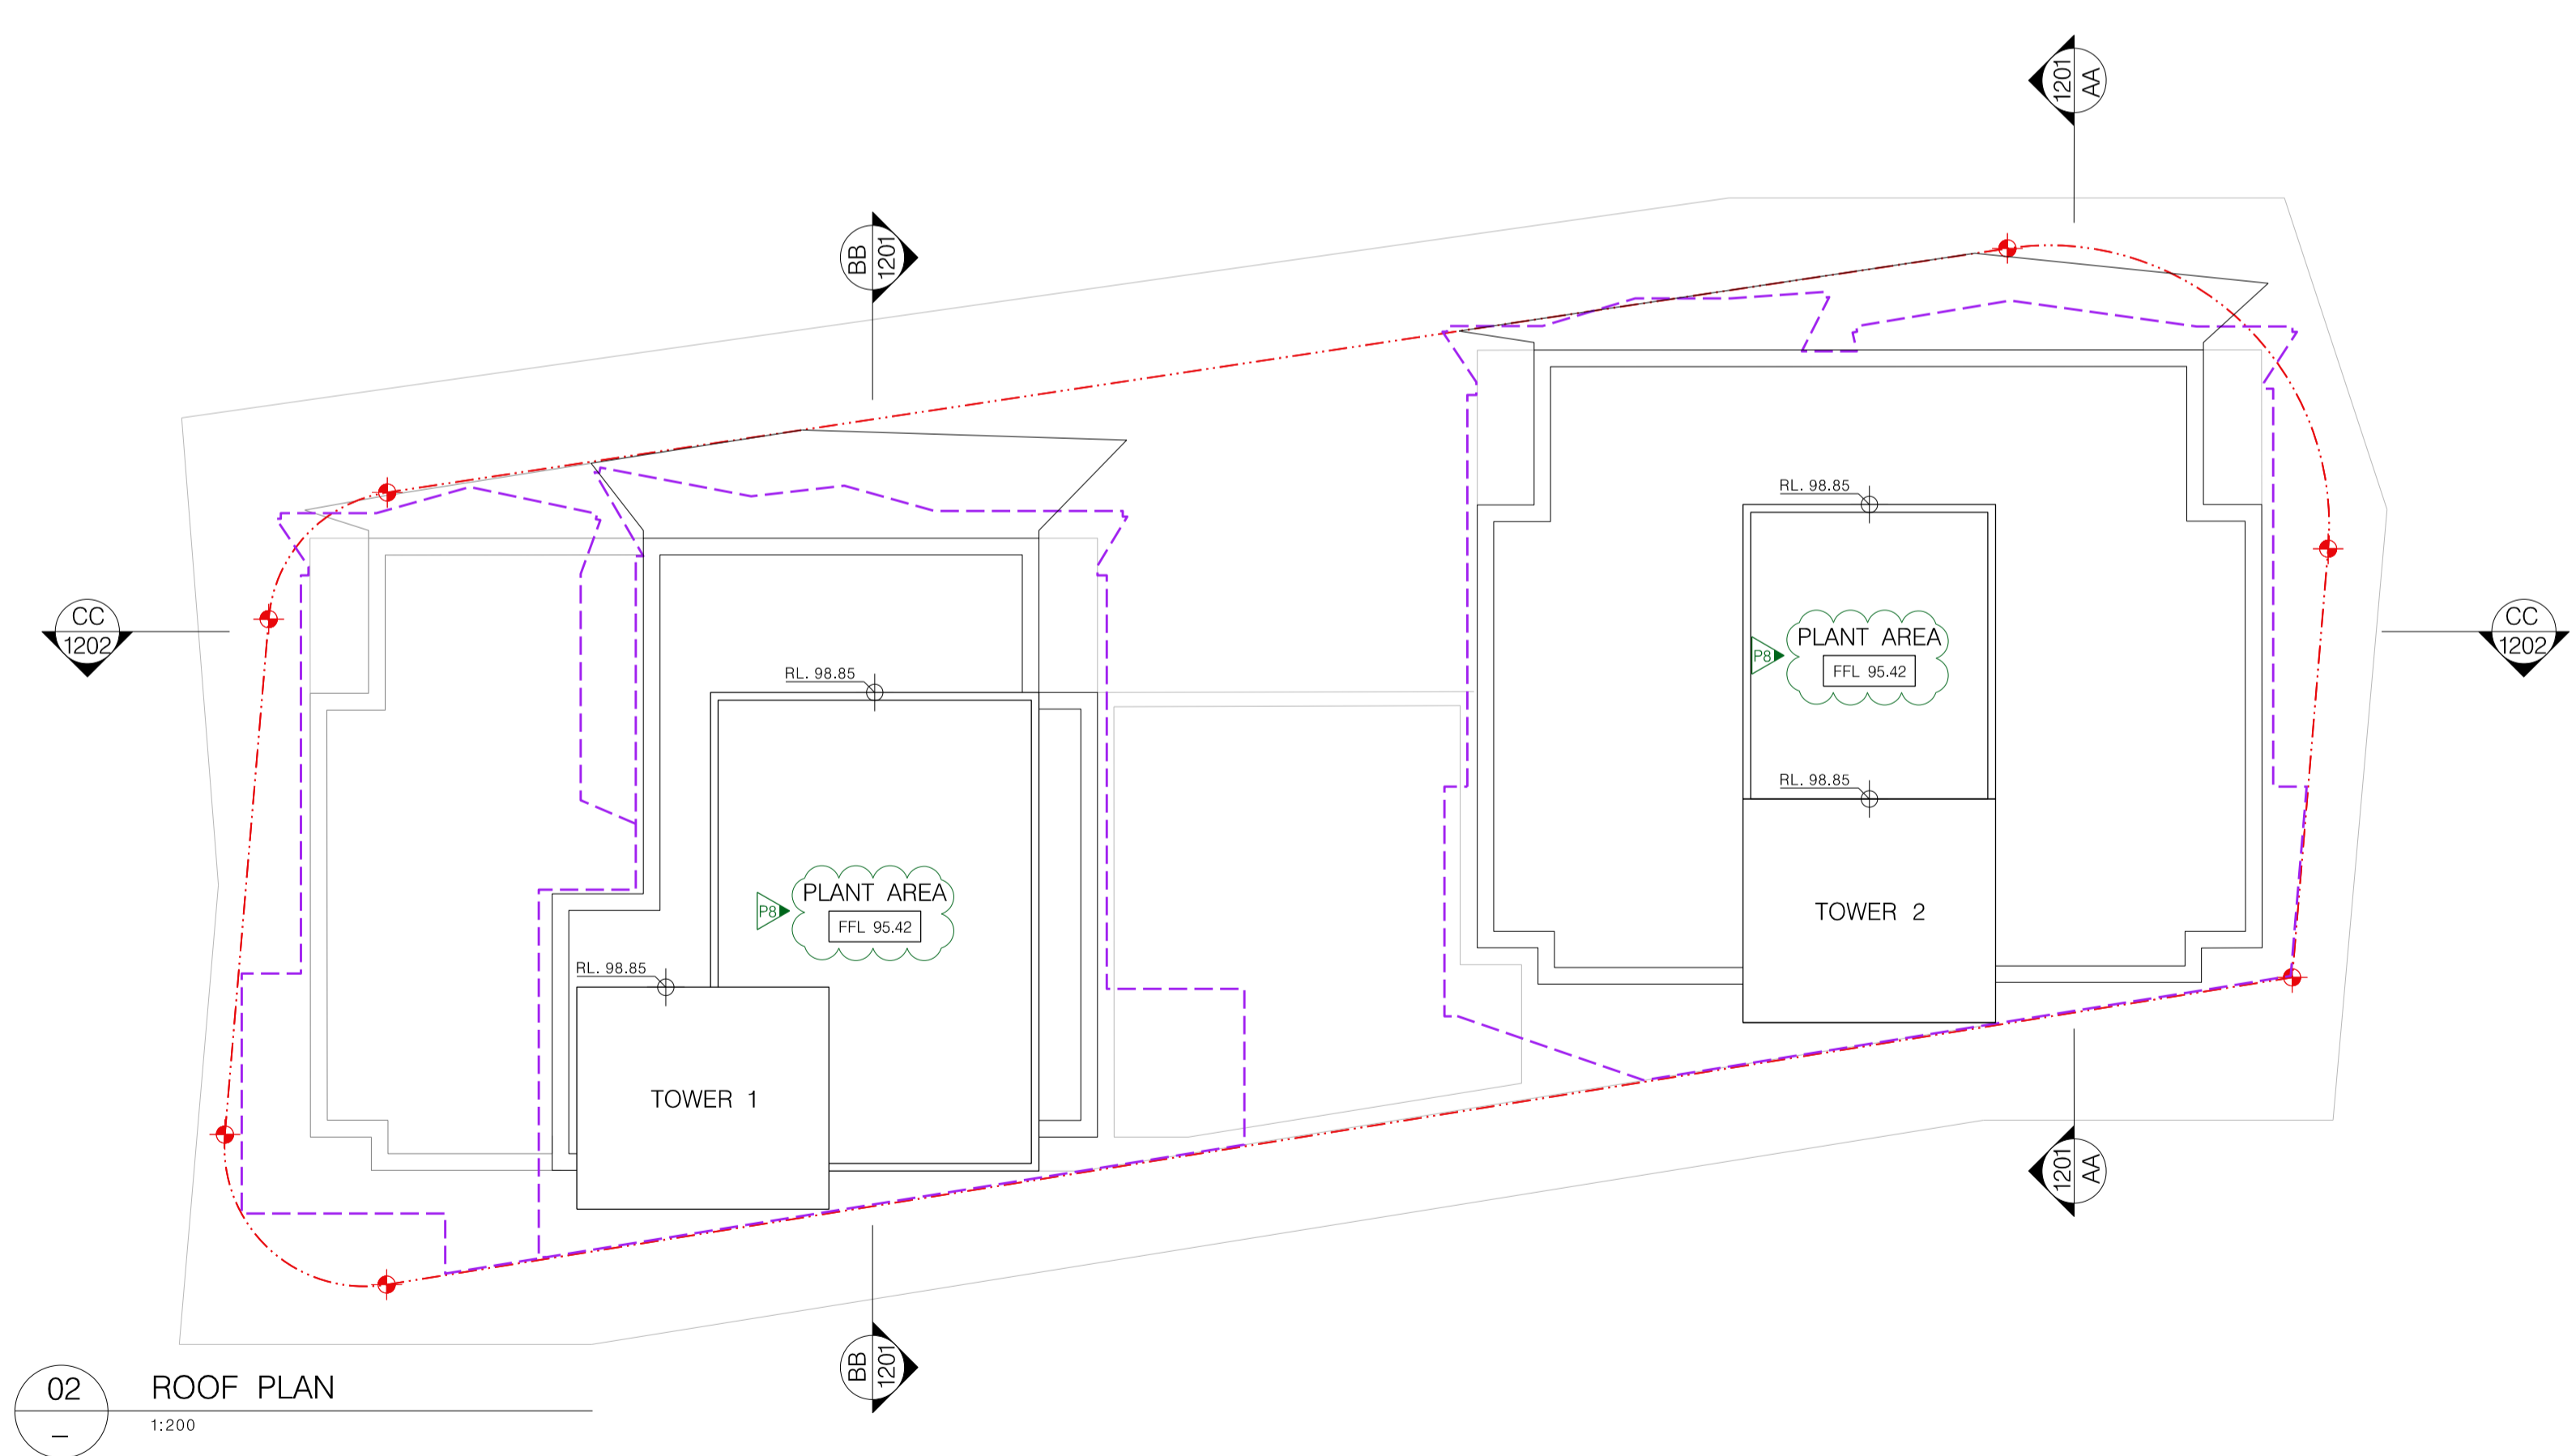 1201
AA
BB
1201
RL. 98.85
CC
1202
PLANT AREA
P8
FFL 95.42
CC
1202
RL. 98.85
RL. 98.85
PLANT AREA
P8
FFL 95.42
TOWER 2
RL. 98.85
TOWER 1
1201
AA
BB
1201
02
–
ROOF PLAN
1:200